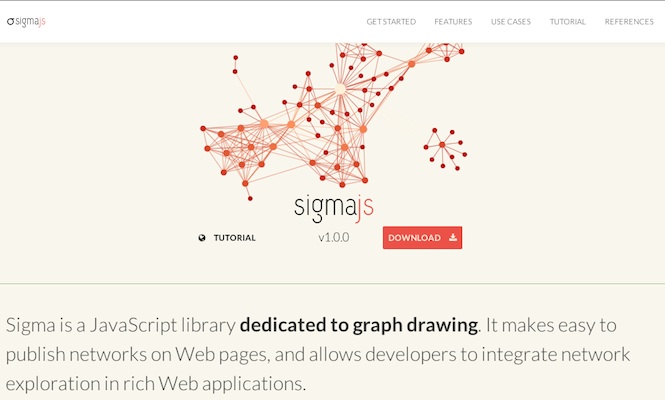 sigmajs
GET STARTED FEATURES USE CASES TUTORIAL REFERENCES
sigmajs
TUTORIAL v1.0.0 DOWNLOAD
Sigma is a JavaScript library dedicated to graph drawing. It makes easy to
publish networks on Web pages, and allows developers to integrate network
exploration in rich Web applications.